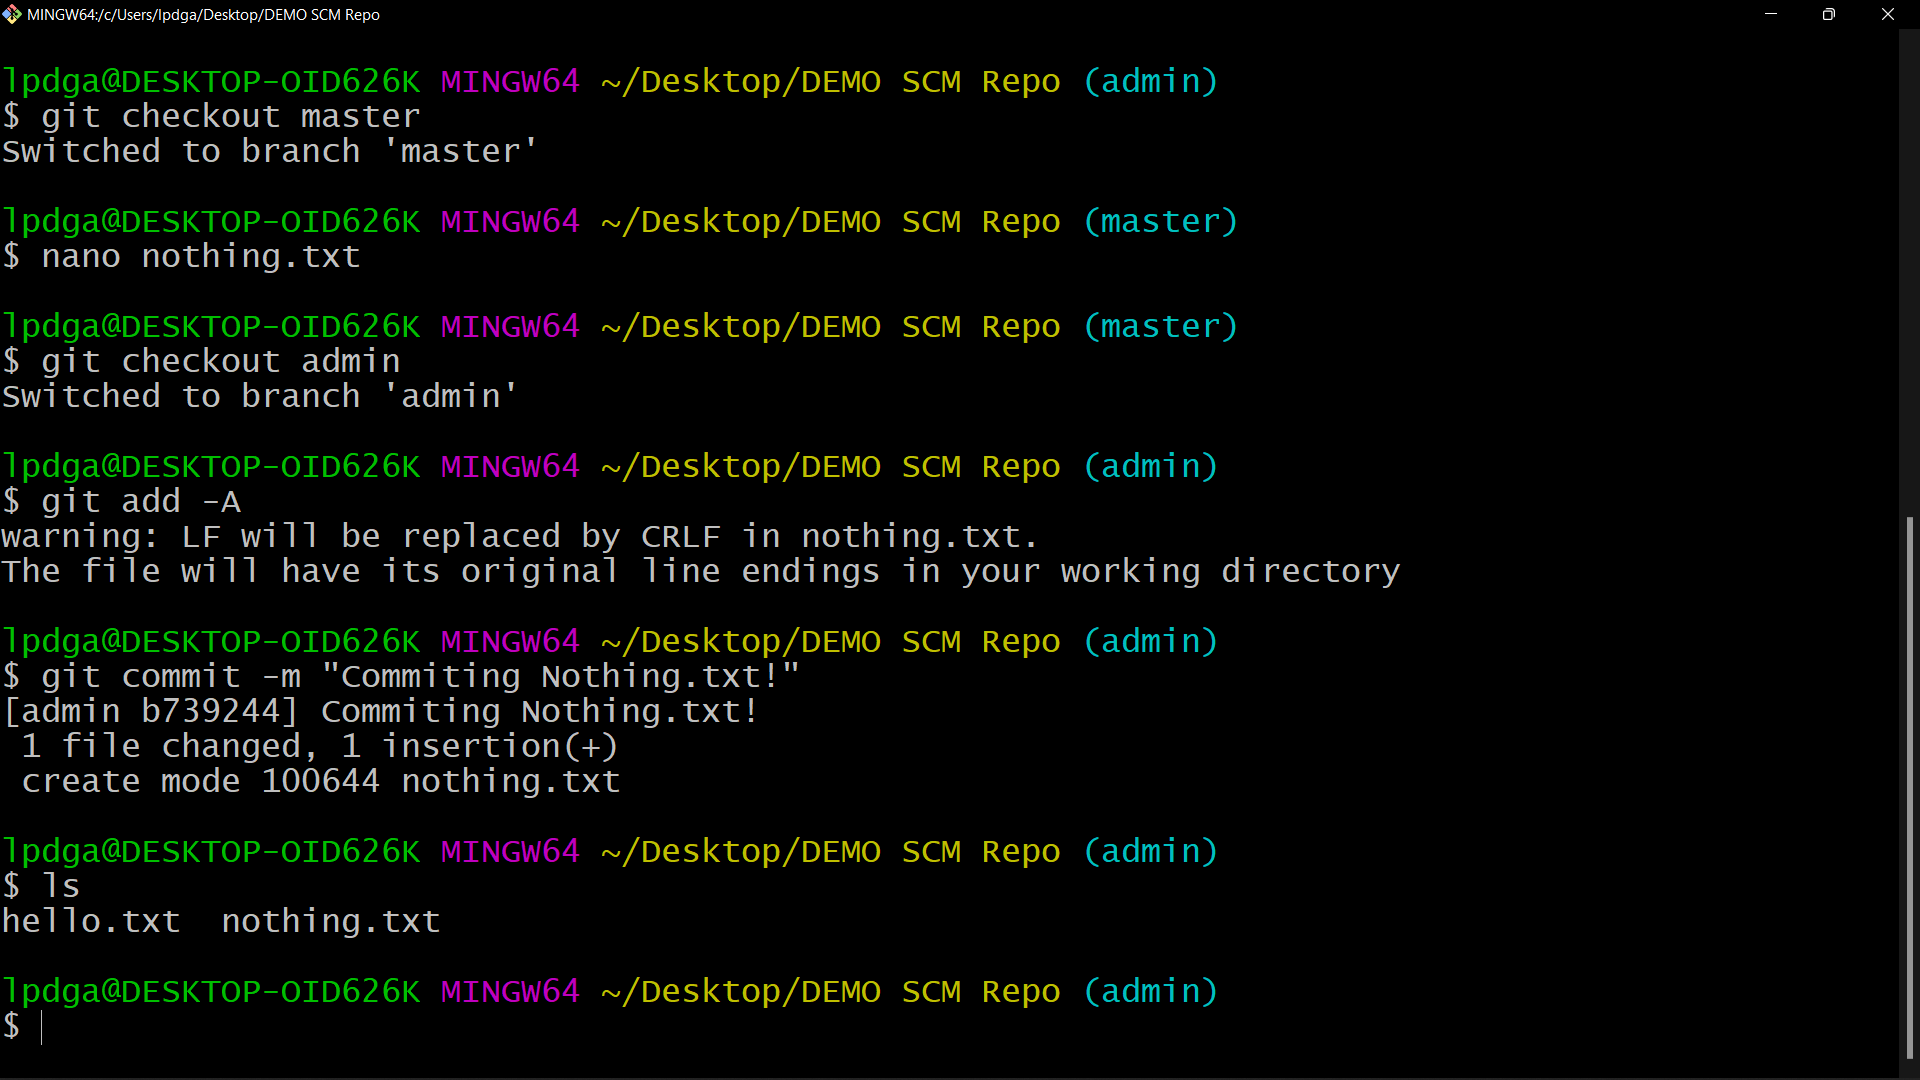 MINGW64:/c/Users/lpdga/Desktop/DEMO SCM Repo
lpdga@DESKTOP-OID626K MINGW64 ~/Desktop/DEMO SCM Repo (admin)
$ git checkout master
Switched to branch 'master'
lpdga@DESKTOP-OID626K MINGW64 ~/Desktop/DEMO SCM Repo (master)
$ nano nothing.txt
lpdga@DESKTOP-OID626K MINGW64 ~/Desktop/DEMO SCM Repo (master)
$ git checkout admin
Switched to branch 'admin'
lpdga@DESKTOP-OID626K MINGW64 ~/Desktop/DEMO SCM Repo (admin)
$ git add -A
warning: LF will be replaced by CRLF in nothing.txt.
The file will have its original line endings in your working directory
lpdga@DESKTOP-OID626K MINGW64 ~/Desktop/DEMO SCM Repo (admin)
$ git commit -m "Commiting Nothing.txt!"
[admin b739244] Commiting Nothing.txt!
 1 file changed, 1 insertion(+)
 create mode 100644 nothing.txt
lpdga@DESKTOP-OID626K MINGW64 ~/Desktop/DEMO SCM Repo (admin)
$ ls
hello.txt  nothing.txt
lpdga@DESKTOP-OID626K MINGW64 ~/Desktop/DEMO SCM Repo (admin)
$